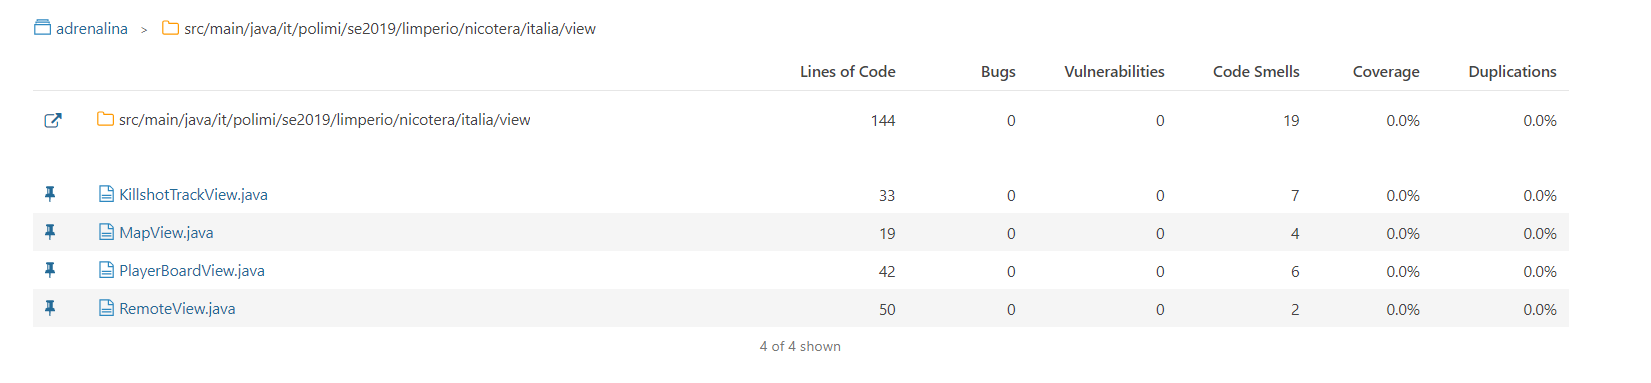 adrenalina > src/main/java/it/polimi/se2019/limperio/nicotera/italia/view
Lines of Code Bugs Vulnerabilities Code Smells Coverage Duplications
src/main/java/it/polimi/se2019/limperio/nicotera/italia/view 144 0 0 19 0.0% 0.0%
KillshotTrackView.java 33 0 0 7 0.0% 0.0%
MapView.java 19 0 0 4 0.0% 0.0%
PlayerBoardView.java 42 0 0 6 0.0% 0.0%
RemoteView.java 50 0 0 2 0.0% 0.0%
4 of 4 shown